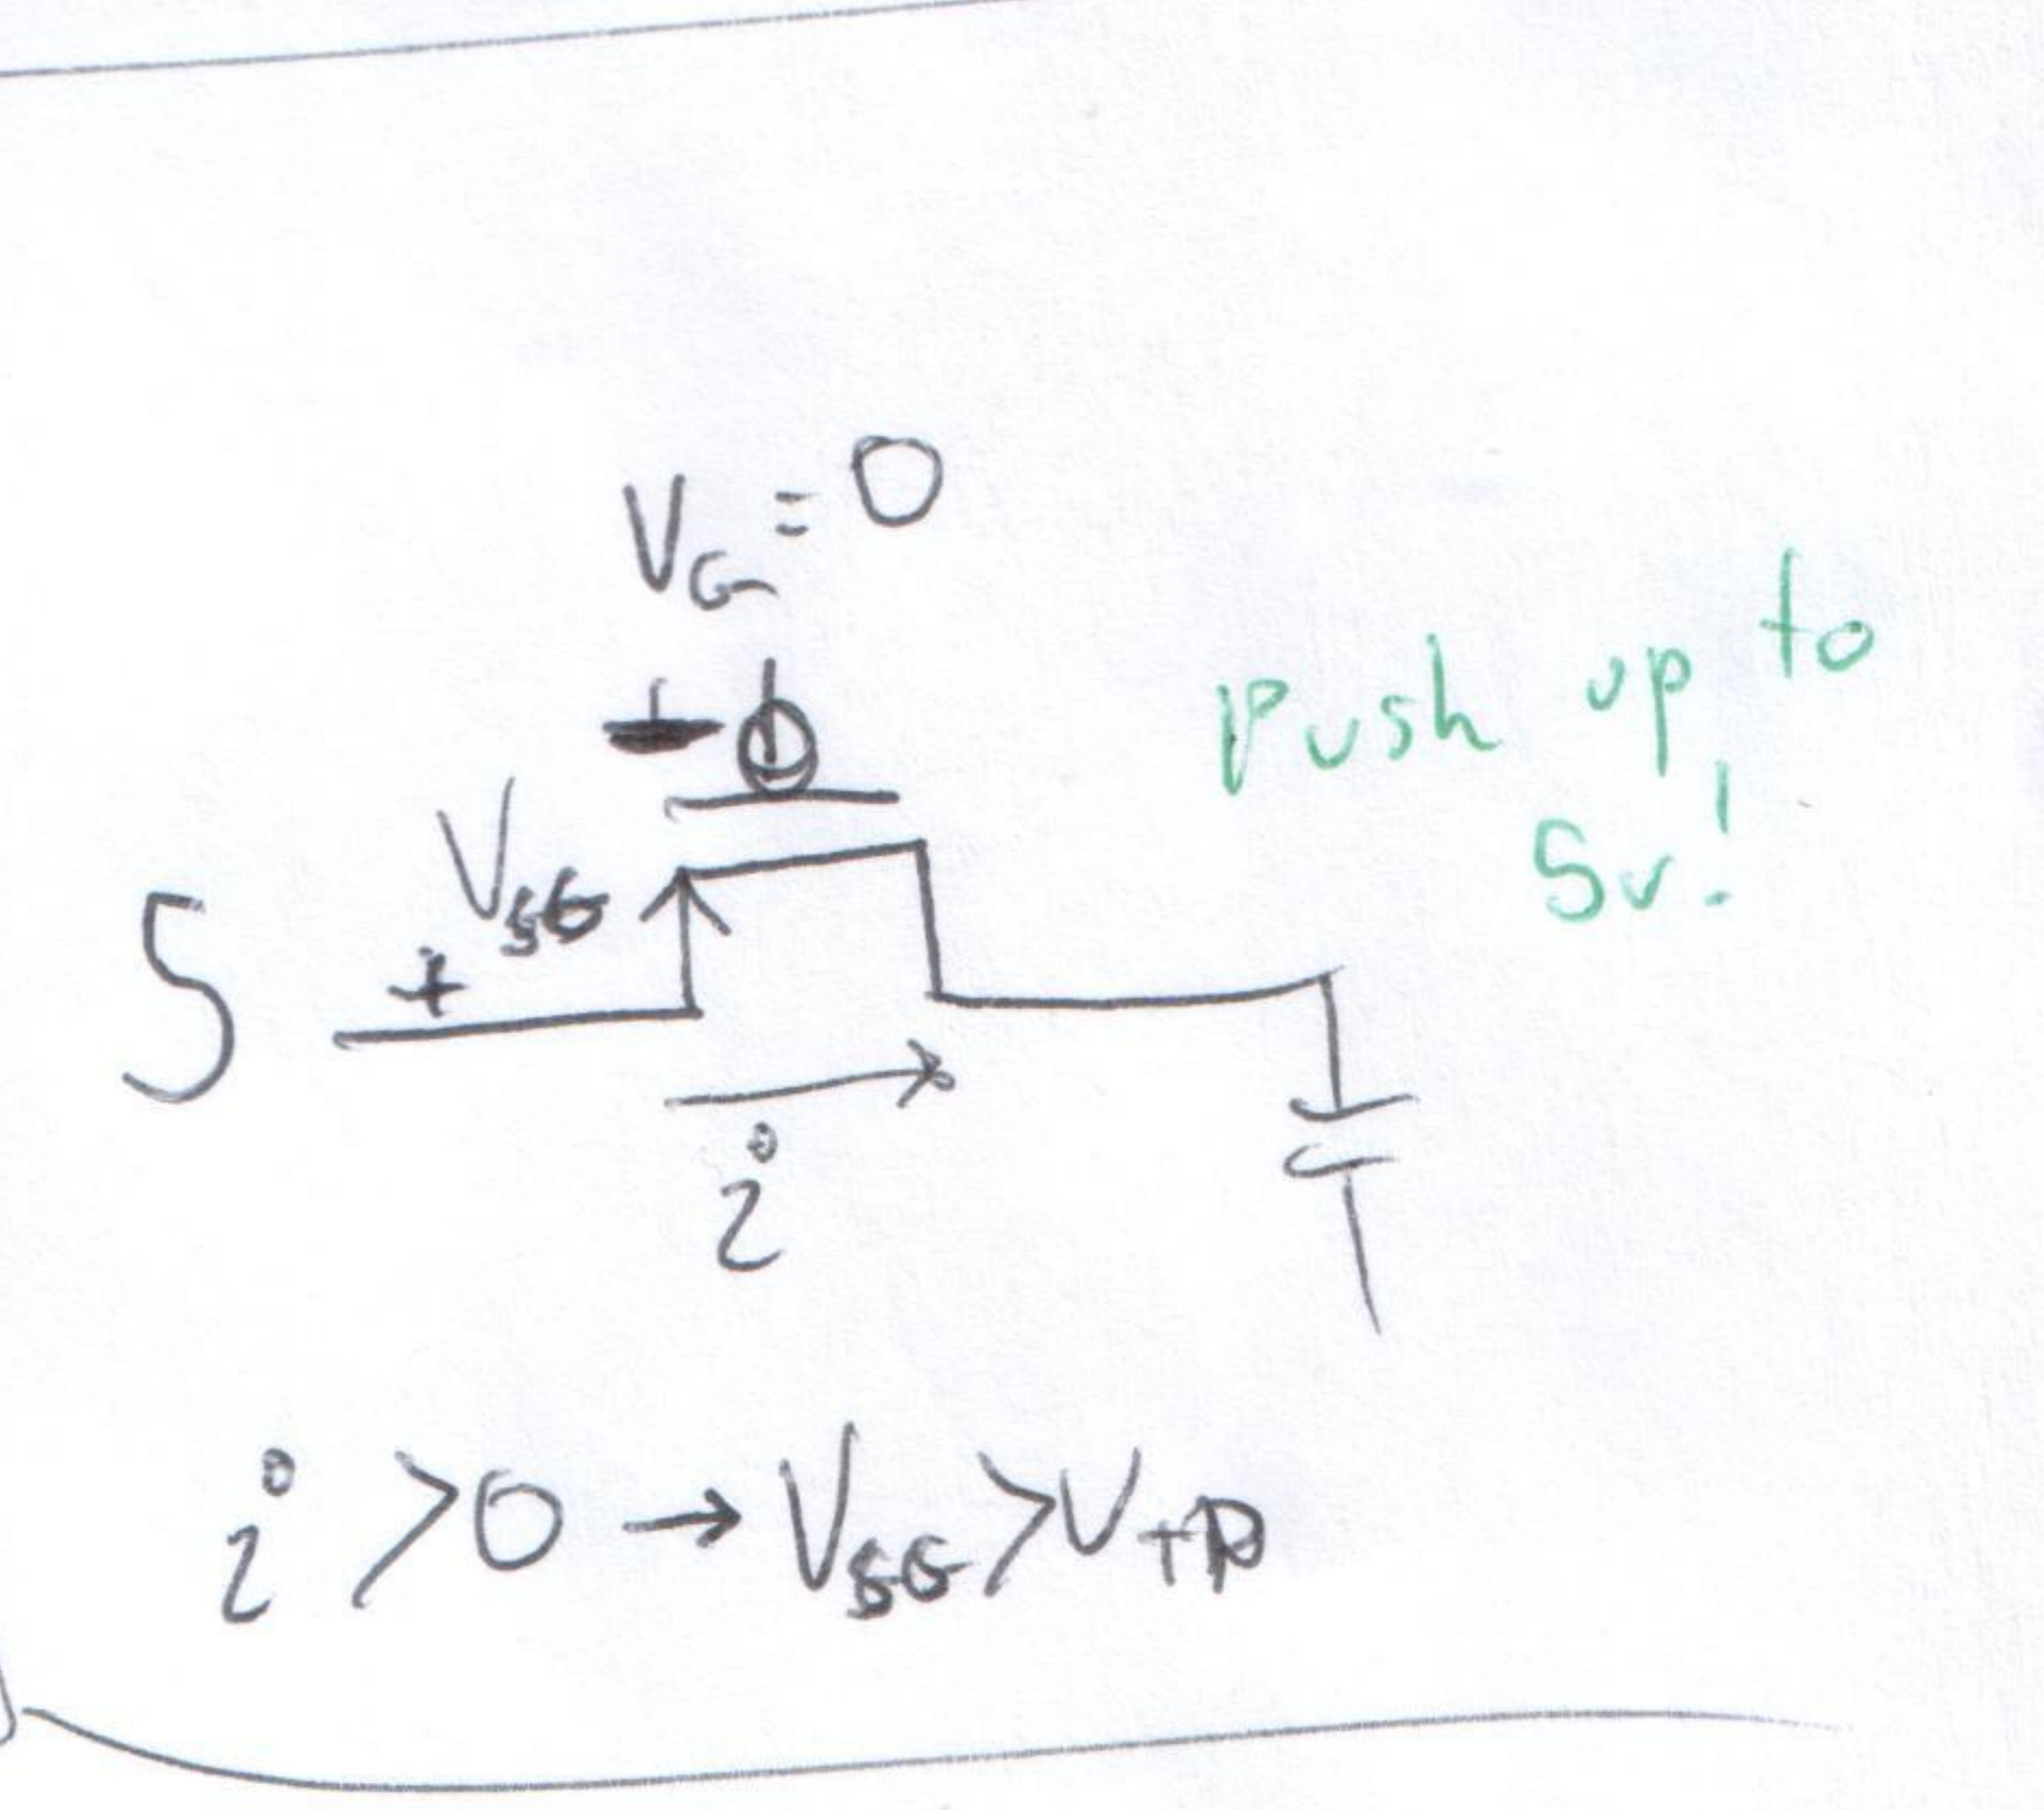 V_G = 0
Push up to
5v!
V_SG
5
+
-
i
i > 0 → V_SG > V_TP